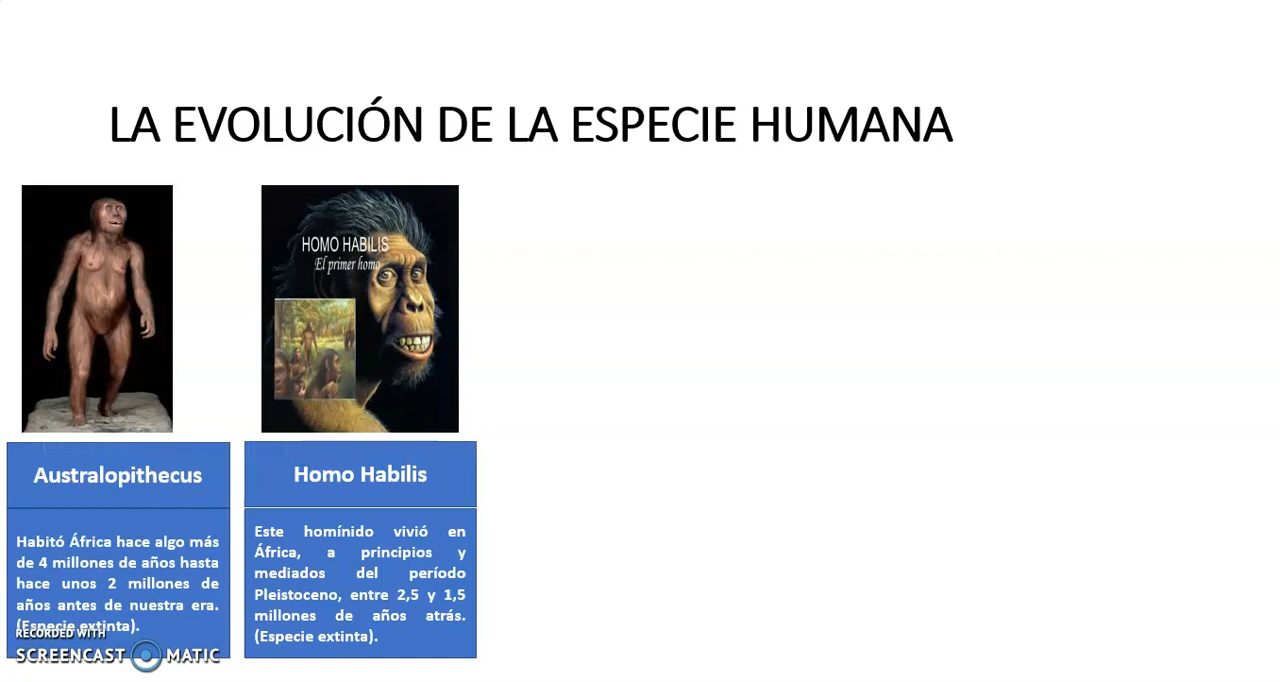 LA EVOLUCIÓN DE LA ESPECIE HUMANA
HOMO HABILIS
El primer homo
Australopithecus
Habitó África hace algo más
de 4 millones de años hasta
hace unos 2 millones de
años antes de nuestra era.
(Especie extinta).
Homo Habilis
Este homínido vivió en
África, a principios y
mediados del período
Pleistoceno, entre 2,5 y 1,5
millones de años atrás.
(Especie extinta).
RECORDED WITH
SCREENCAST MATIC